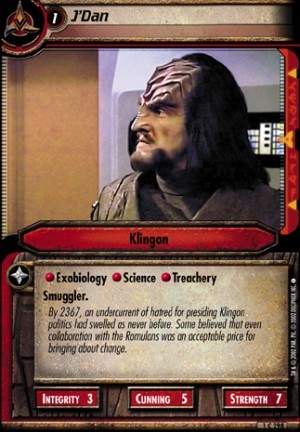 1 J'Dan
Klingon
Exobiology Science Treachery
Smuggler.
By 2367, an undercurrent of hatred for presiding Klingon
politics had swelled as never before. Some believed that even
collaboration with the Romulans was an acceptable price for
bringing about change.
INTEGRITY 3 CUNNING 5 STRENGTH 7